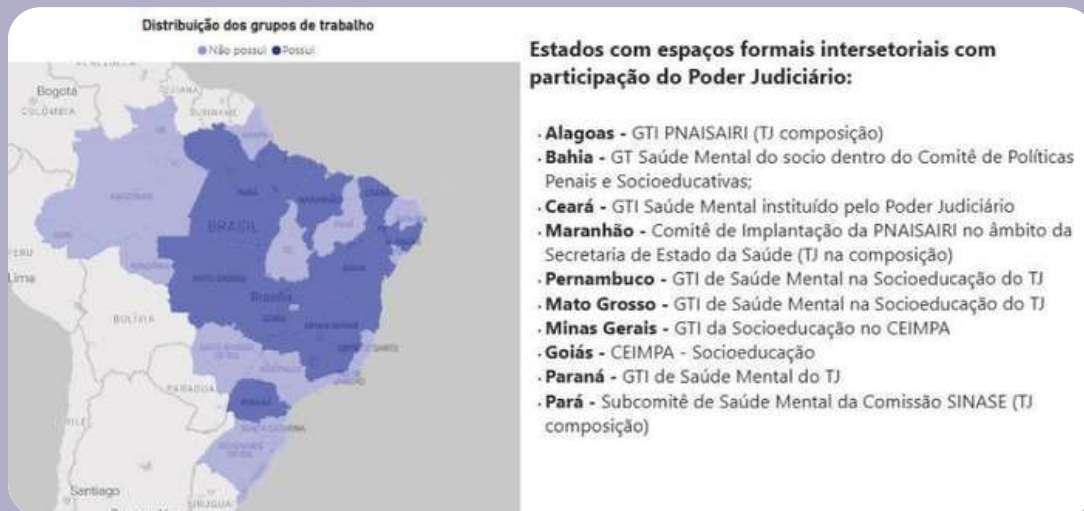 Distribuição dos grupos de trabalho
Não possui Possui
Bogotá
COLÔMBIA
BRASIL
PERU
Lima
Brasília
BOLÍVIA
PARAGUA
Santiago
URUGUA
Estados com espaços formais intersetoriais com
participação do Poder Judiciário:
· Alagoas - GTI PNAISAIRI (TJ composição)
· Bahia - GT Saúde Mental do socio dentro do Comitê de Políticas
Penais e Socioeducativas;
· Ceará - GTI Saúde Mental instituído pelo Poder Judiciário
· Maranhão - Comitê de Implantação da PNAISAIRI no âmbito da
Secretaria de Estado da Saúde (TJ na composição)
· Pernambuco - GTI de Saúde Mental na Socioeducação do TJ
· Mato Grosso - GTI de Saúde Mental na Socioeducação do TJ
· Minas Gerais - GTI da Socioeducação no CEIMPA
· Goiás - CEIMPA - Socioeducação
· Paraná - GTI de Saúde Mental do TJ
· Pará - Subcomitê de Saúde Mental da Comissão SINASE (TJ
composição)